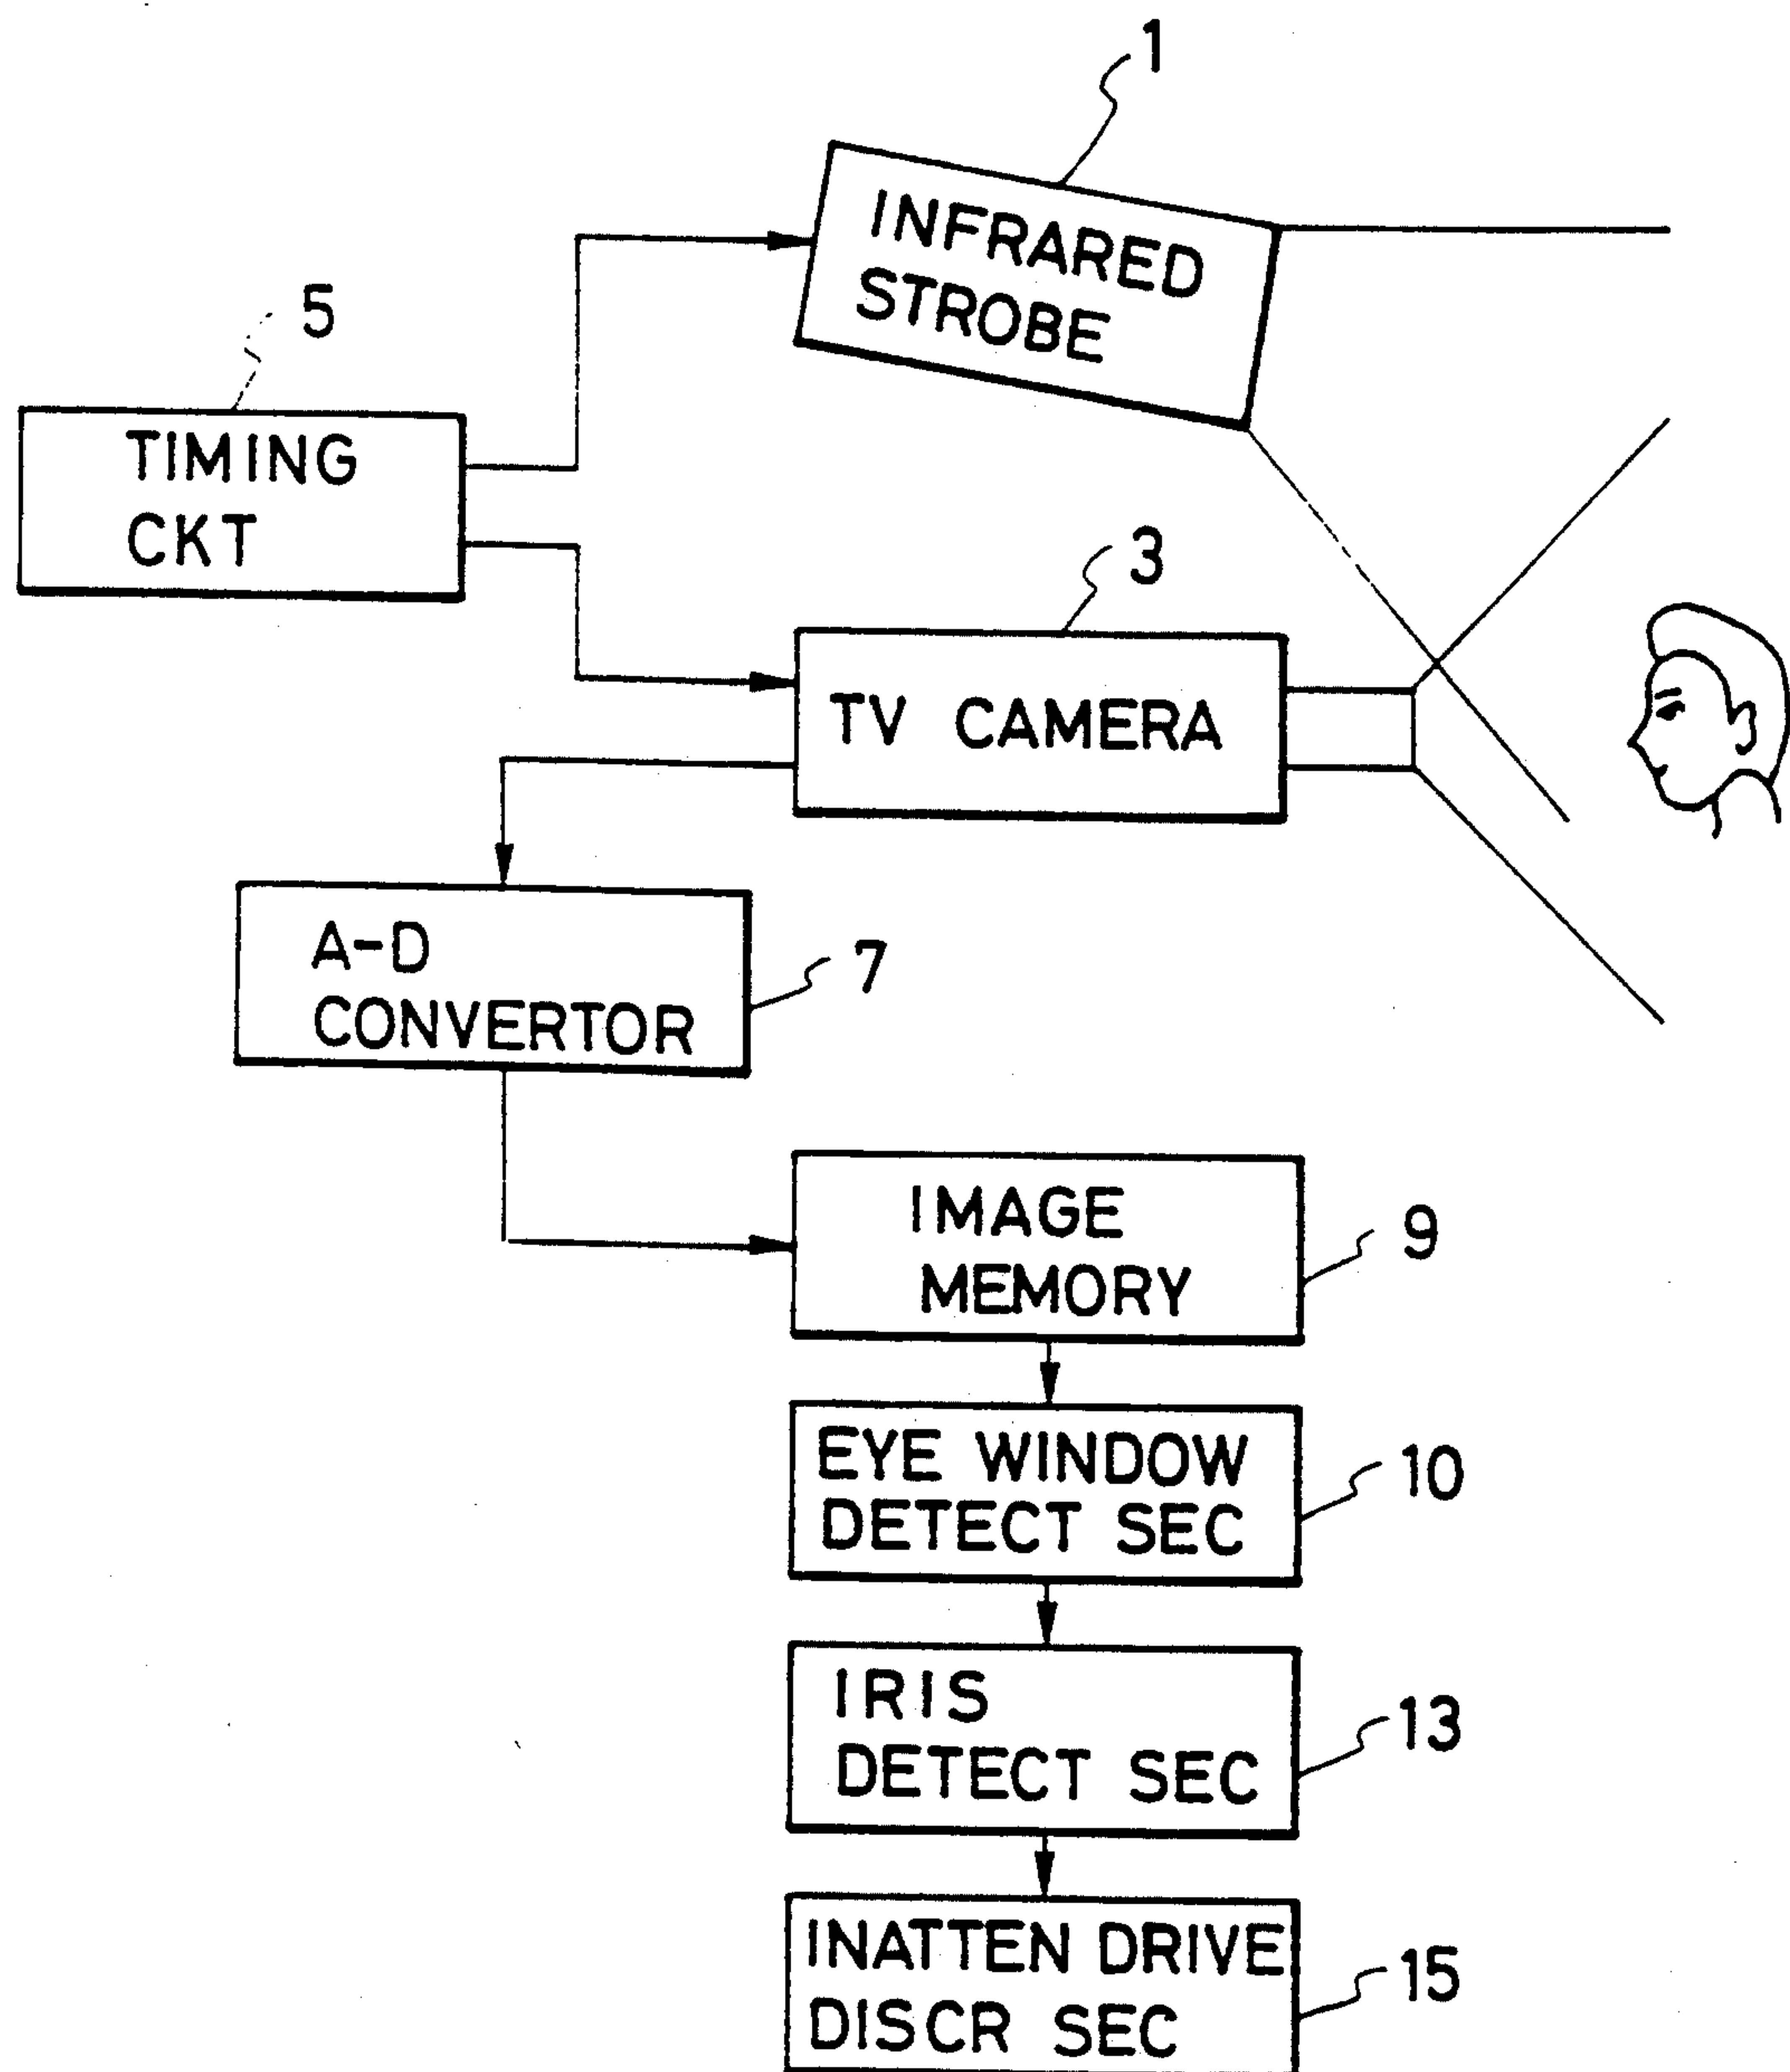 1
INFRARED
STROBE
5
TIMING
CKT
3
TV CAMERA
A-D
CONVERTOR
7
IMAGE
MEMORY
9
EYE WINDOW
DETECT SEC
10
IRIS
DETECT SEC
13
INATTEN DRIVE
DISCR SEC
15